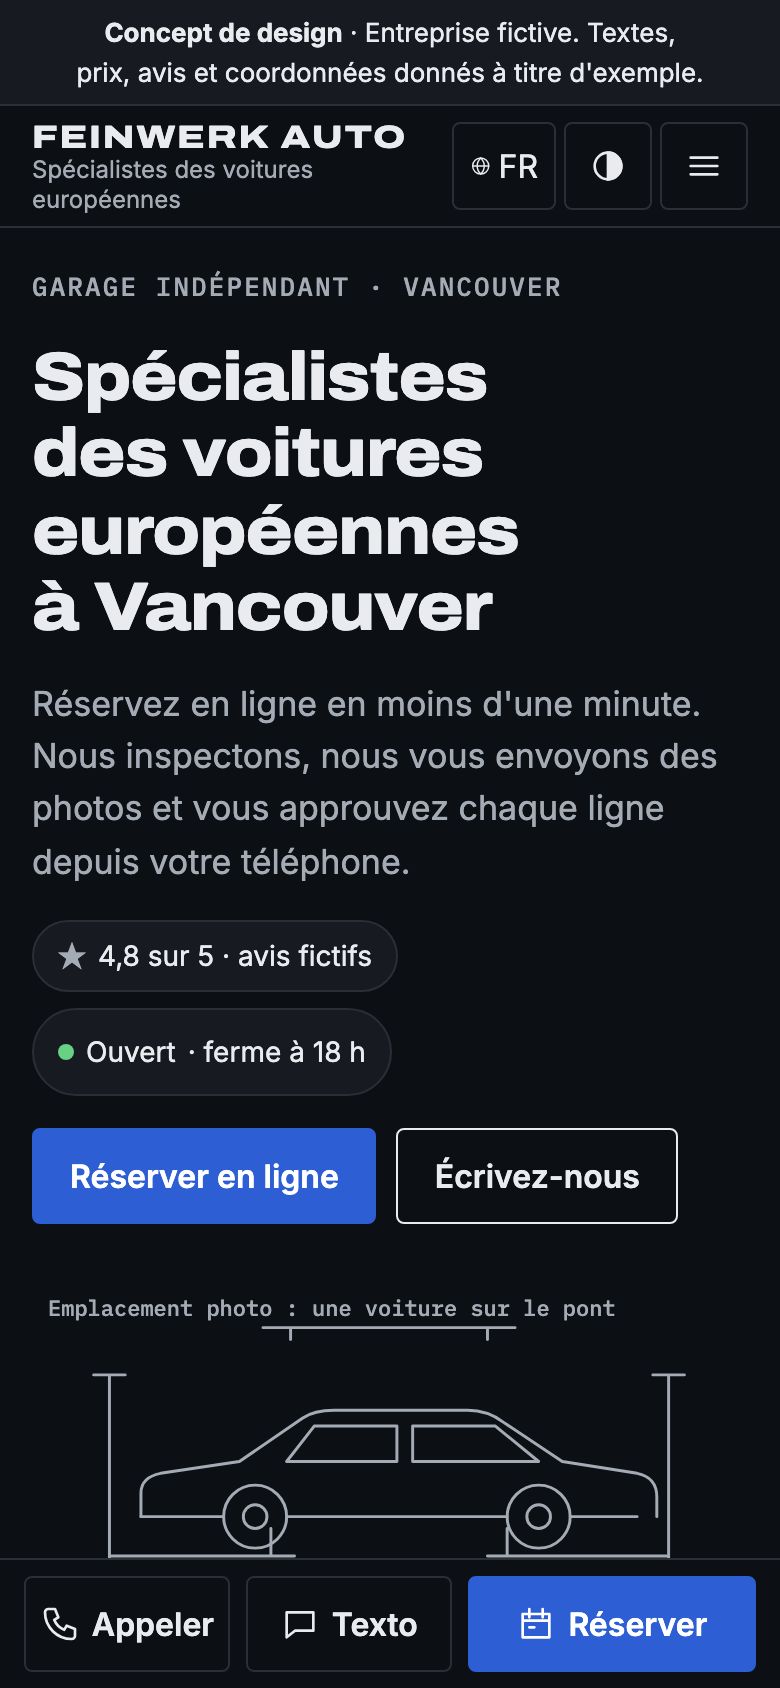 Concept de design · Entreprise fictive. Textes,
prix, avis et coordonnées donnés à titre d'exemple.
FEINWERK AUTO
Spécialistes des voitures
européennes
FR
GARAGE INDÉPENDANT · VANCOUVER
Spécialistes
des voitures
européennes
à Vancouver
Réservez en ligne en moins d'une minute.
Nous inspectons, nous vous envoyons des
photos et vous approuvez chaque ligne
depuis votre téléphone.
4,8 sur 5 · avis fictifs
Ouvert · ferme à 18 h
Réserver en ligne
Écrivez-nous
Emplacement photo : une voiture sur le pont
Appeler
Texto
Réserver